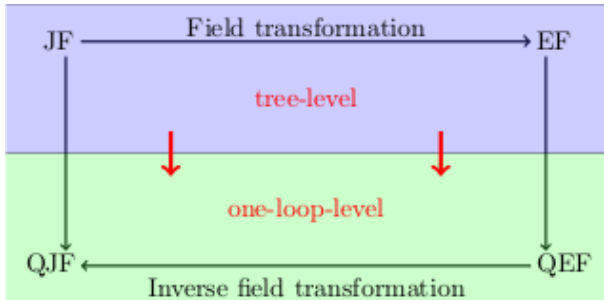 Field transformation
JF EF
tree-level
one-loop-level
QJF QEF
Inverse field transformation